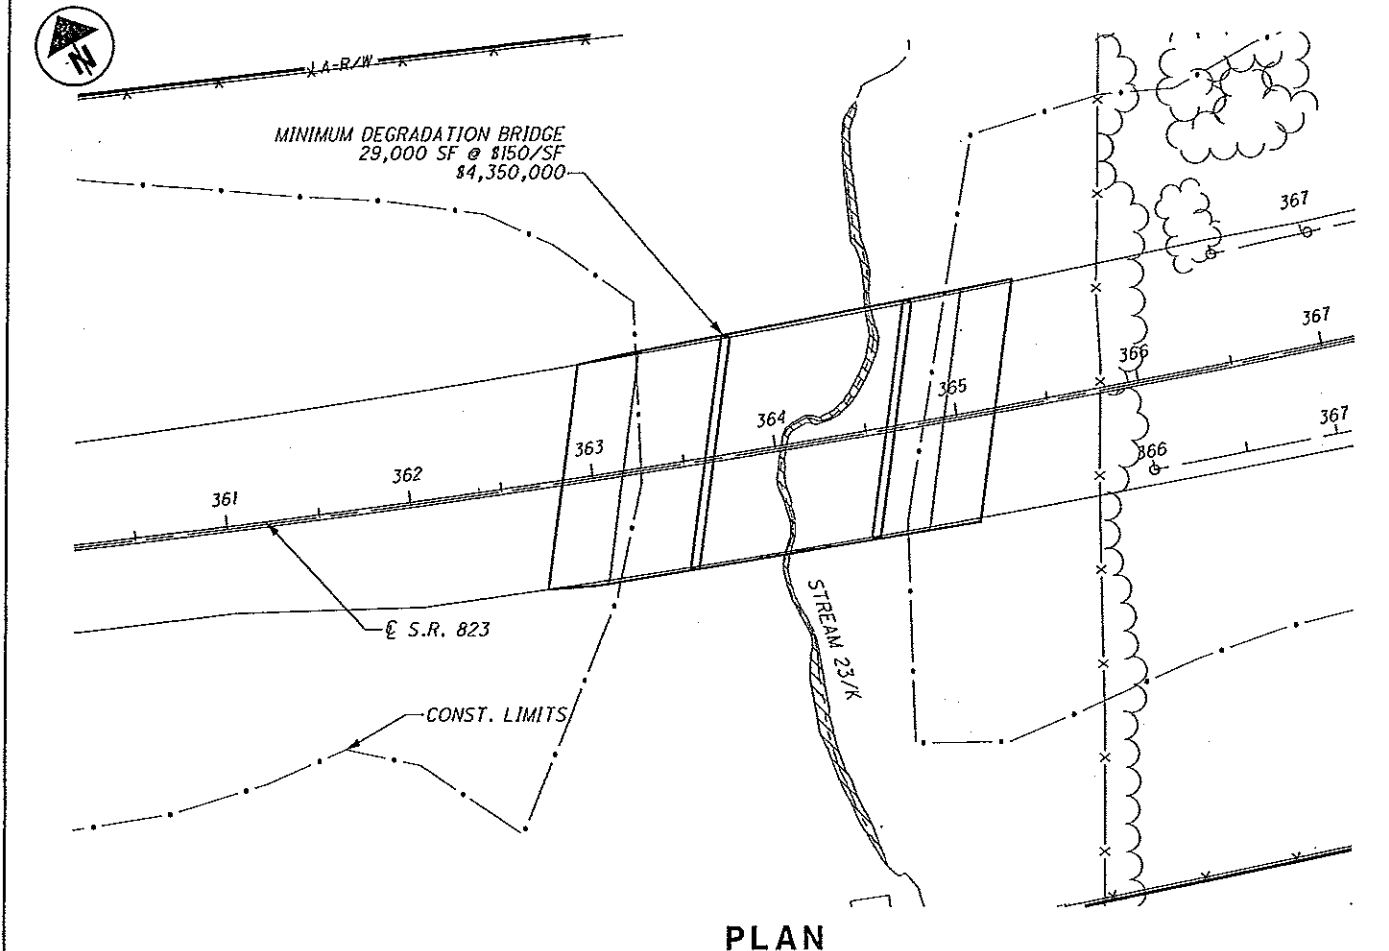 N
LA-R/W
MINIMUM DEGRADATION BRIDGE
29,000 SF @ $150/SF
$4,350,000
367
367
366
365
364
363
362
361
367
366
℄ S.R. 823
STREAM 23/K
CONST. LIMITS
PLAN